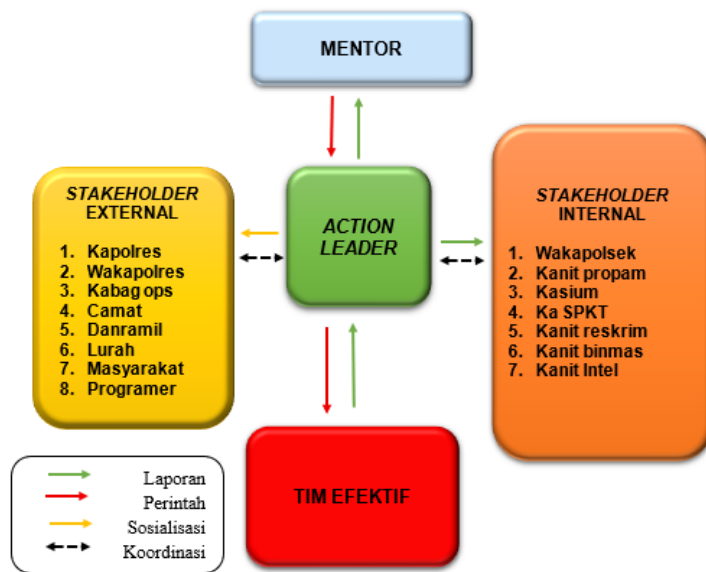 MENTOR
STAKEHOLDER
EXTERNAL
1. Kapolres
2. Wakapolres
3. Kabag ops
4. Camat
5. Danramil
6. Lurah
7. Masyarakat
8. Programer
ACTION
LEADER
STAKEHOLDER
INTERNAL
1. Wakapolsek
2. Kanit propam
3. Kasium
4. Ka SPKT
5. Kanit reskrim
6. Kanit binmas
7. Kanit Intel
TIM EFEKTIF
Laporan
Perintah
Sosialisasi
Koordinasi